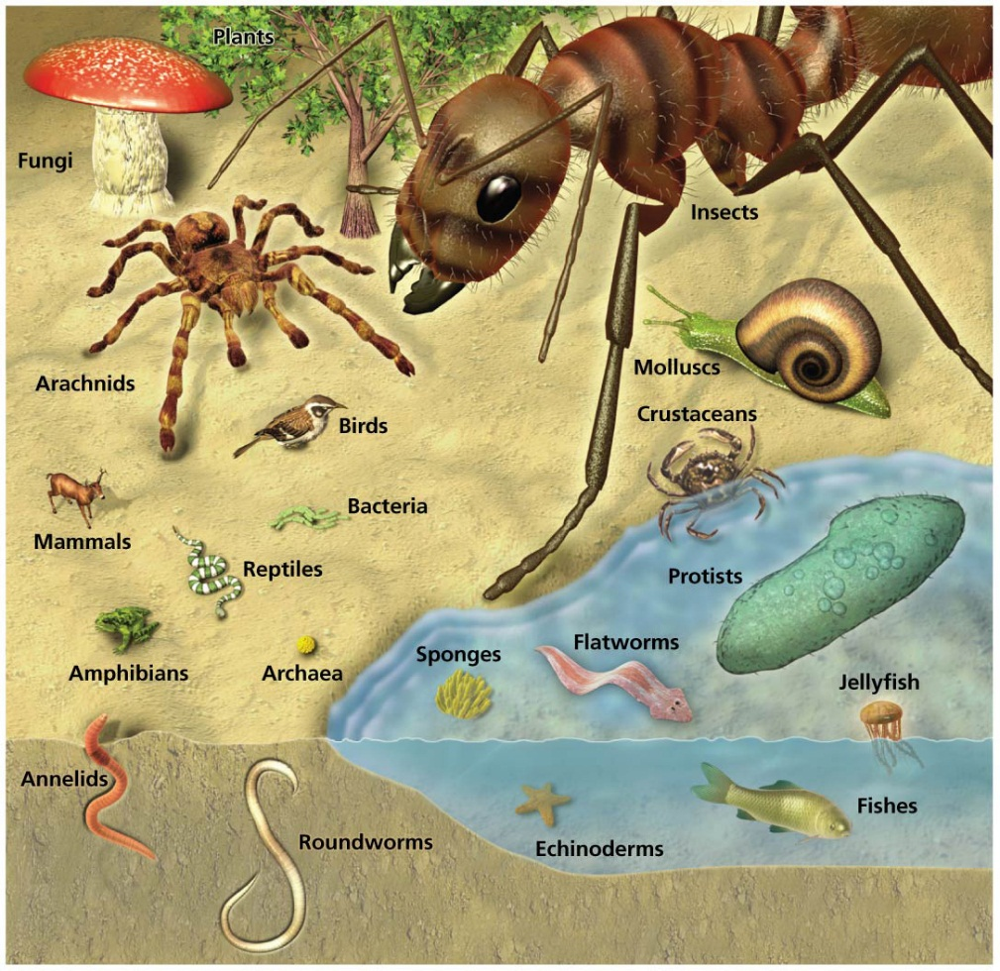 Plants
Fungi
Insects
Molluscs
Arachnids
Crustaceans
Birds
Bacteria
Mammals
Reptiles
Protists
Flatworms
Sponges
Amphibians
Archaea
Jellyfish
Annelids
Fishes
Roundworms
Echinoderms